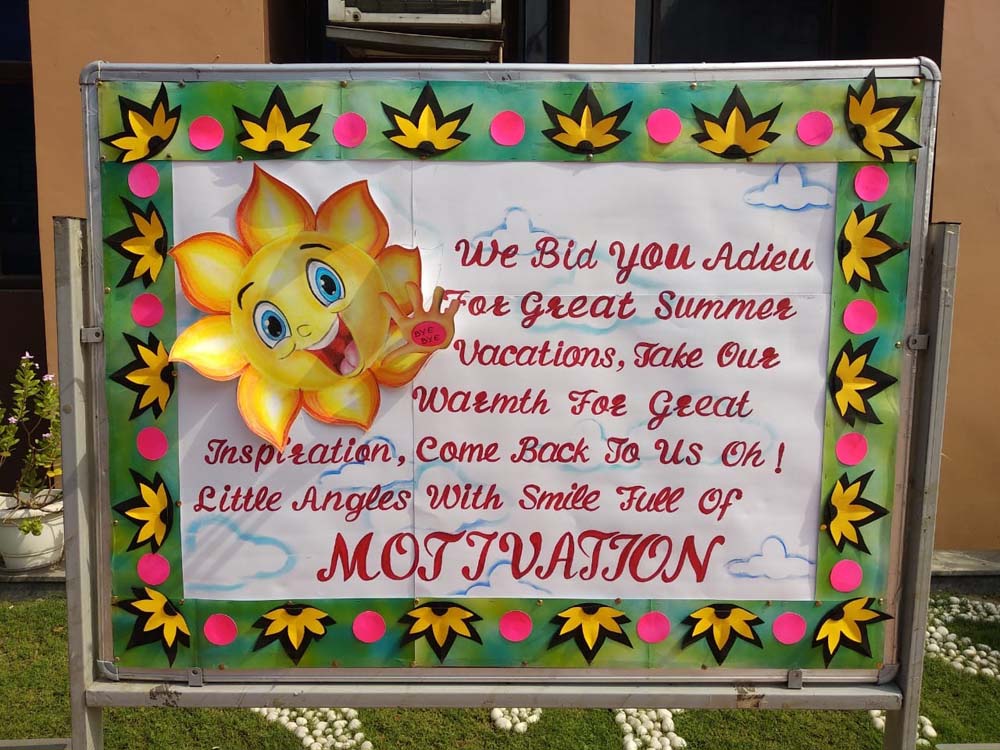 We Bid YOU Adieu
For Great Summer
BYE
BYE
Vacations, Take Our
Warmth For Great
Inspiration, Come Back To Us Oh!
Little Angles With Smile Full Of
MOTIVATION